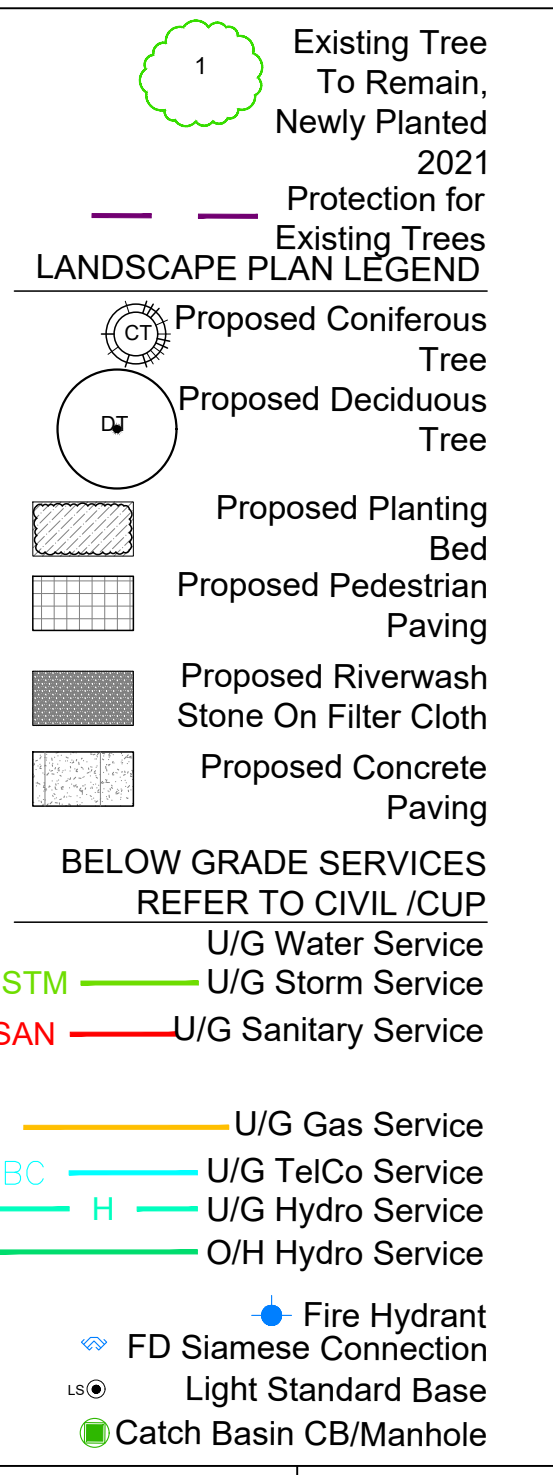 1
Existing Tree
To Remain,
Newly Planted
2021
Protection for
Existing Trees
LANDSCAPE PLAN LEGEND
CT
Proposed Coniferous
Tree
DT
Proposed Deciduous
Tree
Proposed Planting
Bed
Proposed Pedestrian
Paving
Proposed Riverwash
Stone On Filter Cloth
Proposed Concrete
Paving
BELOW GRADE SERVICES
REFER TO CIVIL /CUP
U/G Water Service
STM U/G Storm Service
SAN U/G Sanitary Service
U/G Gas Service
BC U/G TelCo Service
H U/G Hydro Service
O/H Hydro Service
Fire Hydrant
FD Siamese Connection
LS Light Standard Base
Catch Basin CB/Manhole